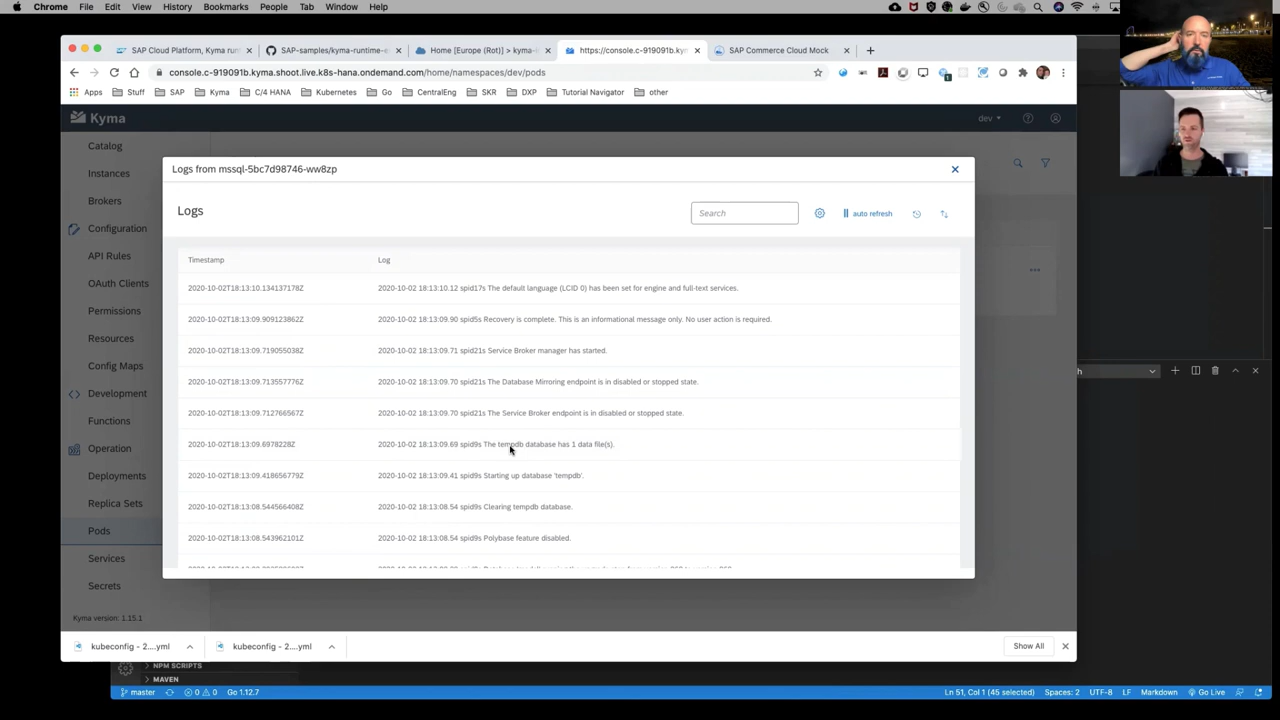 Chrome File Edit View History Bookmarks People Tab Window Help
SAP Cloud Platform, Kyma run
SAP-samples/kyma-runtime-e
Home [Europe (Rot)] > kyma-
https://console.c-919091b.kyma
SAP Commerce Cloud Mock
console.c-919091b.kyma.shoot.live.k8s-hana.ondemand.com/home/namespaces/dev/pods
Apps Stuff SAP Kyma C/4 HANA Kubernetes Go CentralEng SKR DXP Tutorial Navigator other
Kyma
dev
Catalog
Instances
Brokers
Configuration
API Rules
OAuth Clients
Permissions
Resources
Config Maps
Development
Functions
Operation
Deployments
Replica Sets
Pods
Services
Secrets
Kyma version: 1.15.1
Logs from mssql-5bc7d98746-ww8zp
Logs
Search
auto refresh
Timestamp Log
2020-10-02T18:13:10.134137178Z 2020-10-02 18:13:10.12 spid17s The default language (LCID 0) has been set for engine and full-text services.
2020-10-02T18:13:09.909123862Z 2020-10-02 18:13:09.90 spid5s Recovery is complete. This is an informational message only. No user action is required.
2020-10-02T18:13:09.719055038Z 2020-10-02 18:13:09.71 spid21s Service Broker manager has started.
2020-10-02T18:13:09.713557776Z 2020-10-02 18:13:09.70 spid21s The Database Mirroring endpoint is in disabled or stopped state.
2020-10-02T18:13:09.712766567Z 2020-10-02 18:13:09.70 spid21s The Service Broker endpoint is in disabled or stopped state.
2020-10-02T18:13:09.6978228Z 2020-10-02 18:13:09.69 spid9s The tempdb database has 1 data file(s).
2020-10-02T18:13:09.418656779Z 2020-10-02 18:13:09.41 spid9s Starting up database 'tempdb'.
2020-10-02T18:13:08.544566408Z 2020-10-02 18:13:08.54 spid9s Clearing tempdb database.
2020-10-02T18:13:08.543962101Z 2020-10-02 18:13:08.54 spid9s Polybase feature disabled.
kubeconfig - 2....yml
kubeconfig - 2....yml
Show All
NPM SCRIPTS
MAVEN
master 0 0 Go 1.12.7 Ln 51, Col 1 (45 selected) Spaces: 2 UTF-8 LF Markdown Go Live